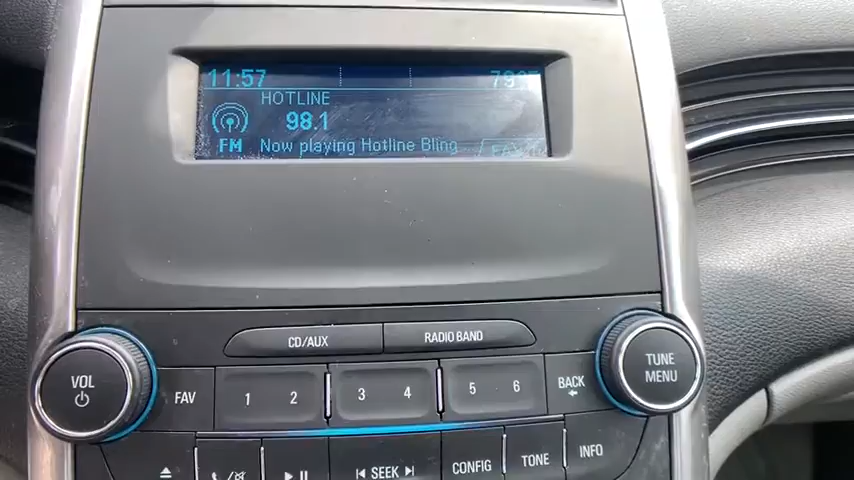 11:57
HOTLINE
98.1
FM Now playing Hotline Bling
CD/AUX RADIO BAND
VOL FAV 1 2 3 4 5 6 BACK TUNE MENU
SEEK CONFIG TONE INFO